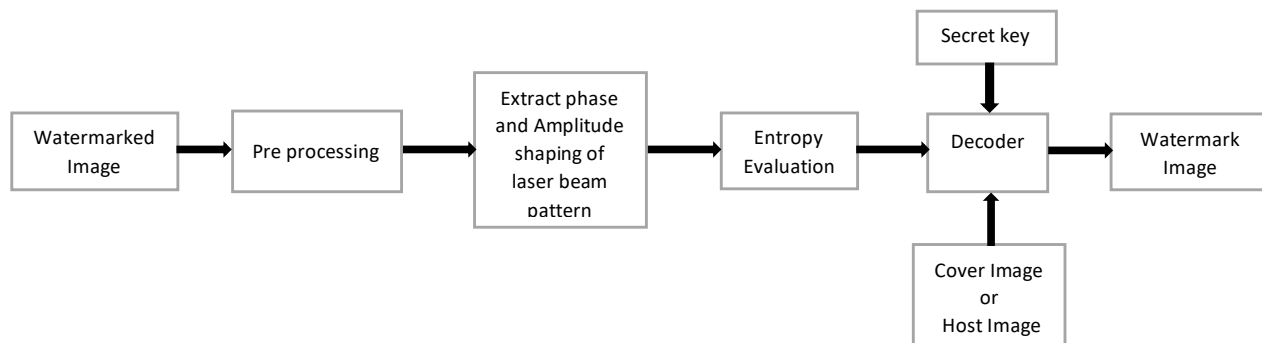 Secret key
Watermarked
Image
Pre processing
Extract phase
and Amplitude
shaping of
laser beam
pattern
Entropy
Evaluation
Decoder
Watermark
Image
Cover Image
or
Host Image